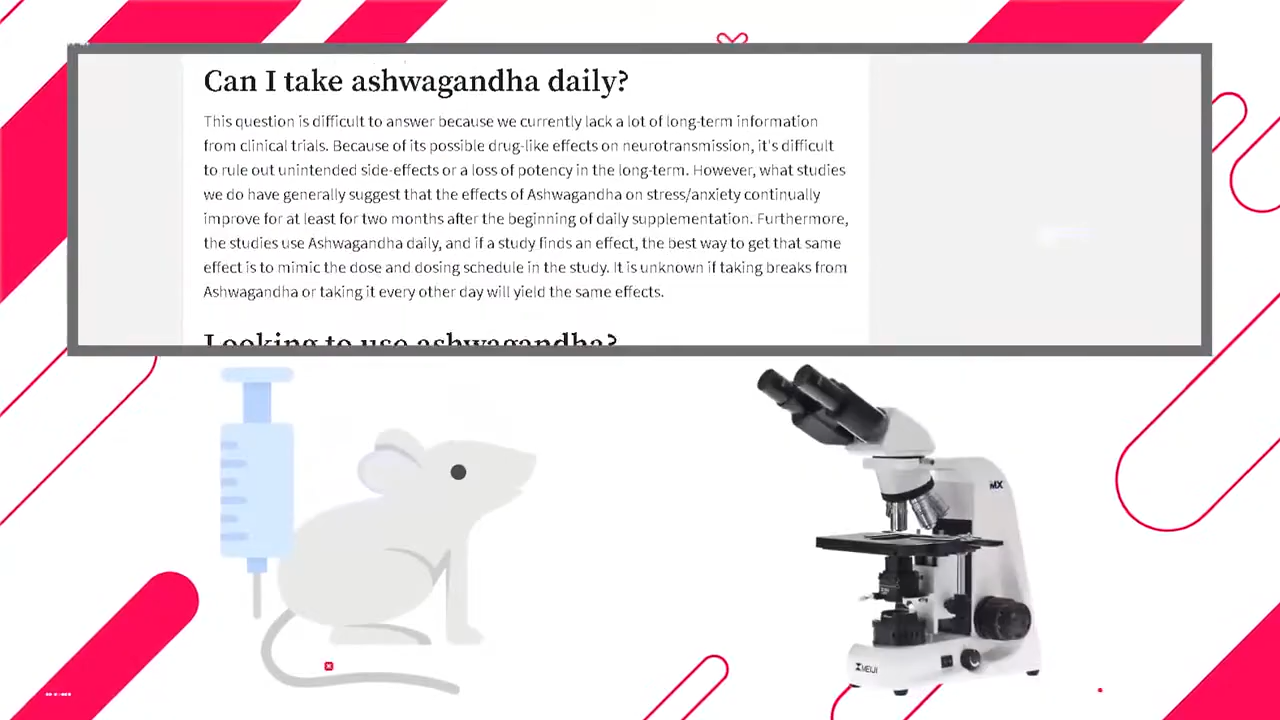 Can I take ashwagandha daily?
This question is difficult to answer because we currently lack a lot of long-term information
from clinical trials. Because of its possible drug-like effects on neurotransmission, it's difficult
to rule out unintended side-effects or a loss of potency in the long-term. However, what studies
we do have generally suggest that the effects of Ashwagandha on stress/anxiety continually
improve for at least for two months after the beginning of daily supplementation. Furthermore,
the studies use Ashwagandha daily, and if a study finds an effect, the best way to get that same
effect is to mimic the dose and dosing schedule in the study. It is unknown if taking breaks from
Ashwagandha or taking it every other day will yield the same effects.
Looking to use ashwagandha?
MX
MEIJI